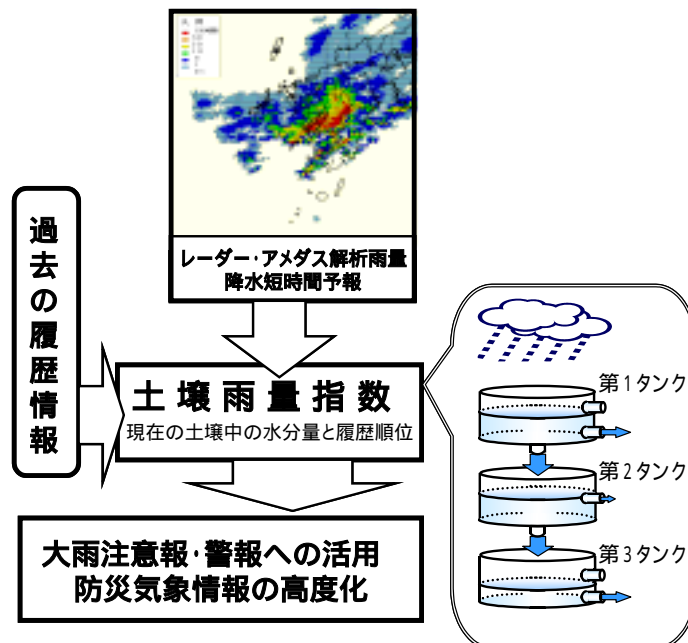 レーダー・アメダス解析雨量
降水短時間予報
過去の履歴情報
土壌雨量指数
現在の土壌中の水分量と履歴順位
大雨注意報・警報への活用
防災気象情報の高度化
第1タンク
第2タンク
第3タンク